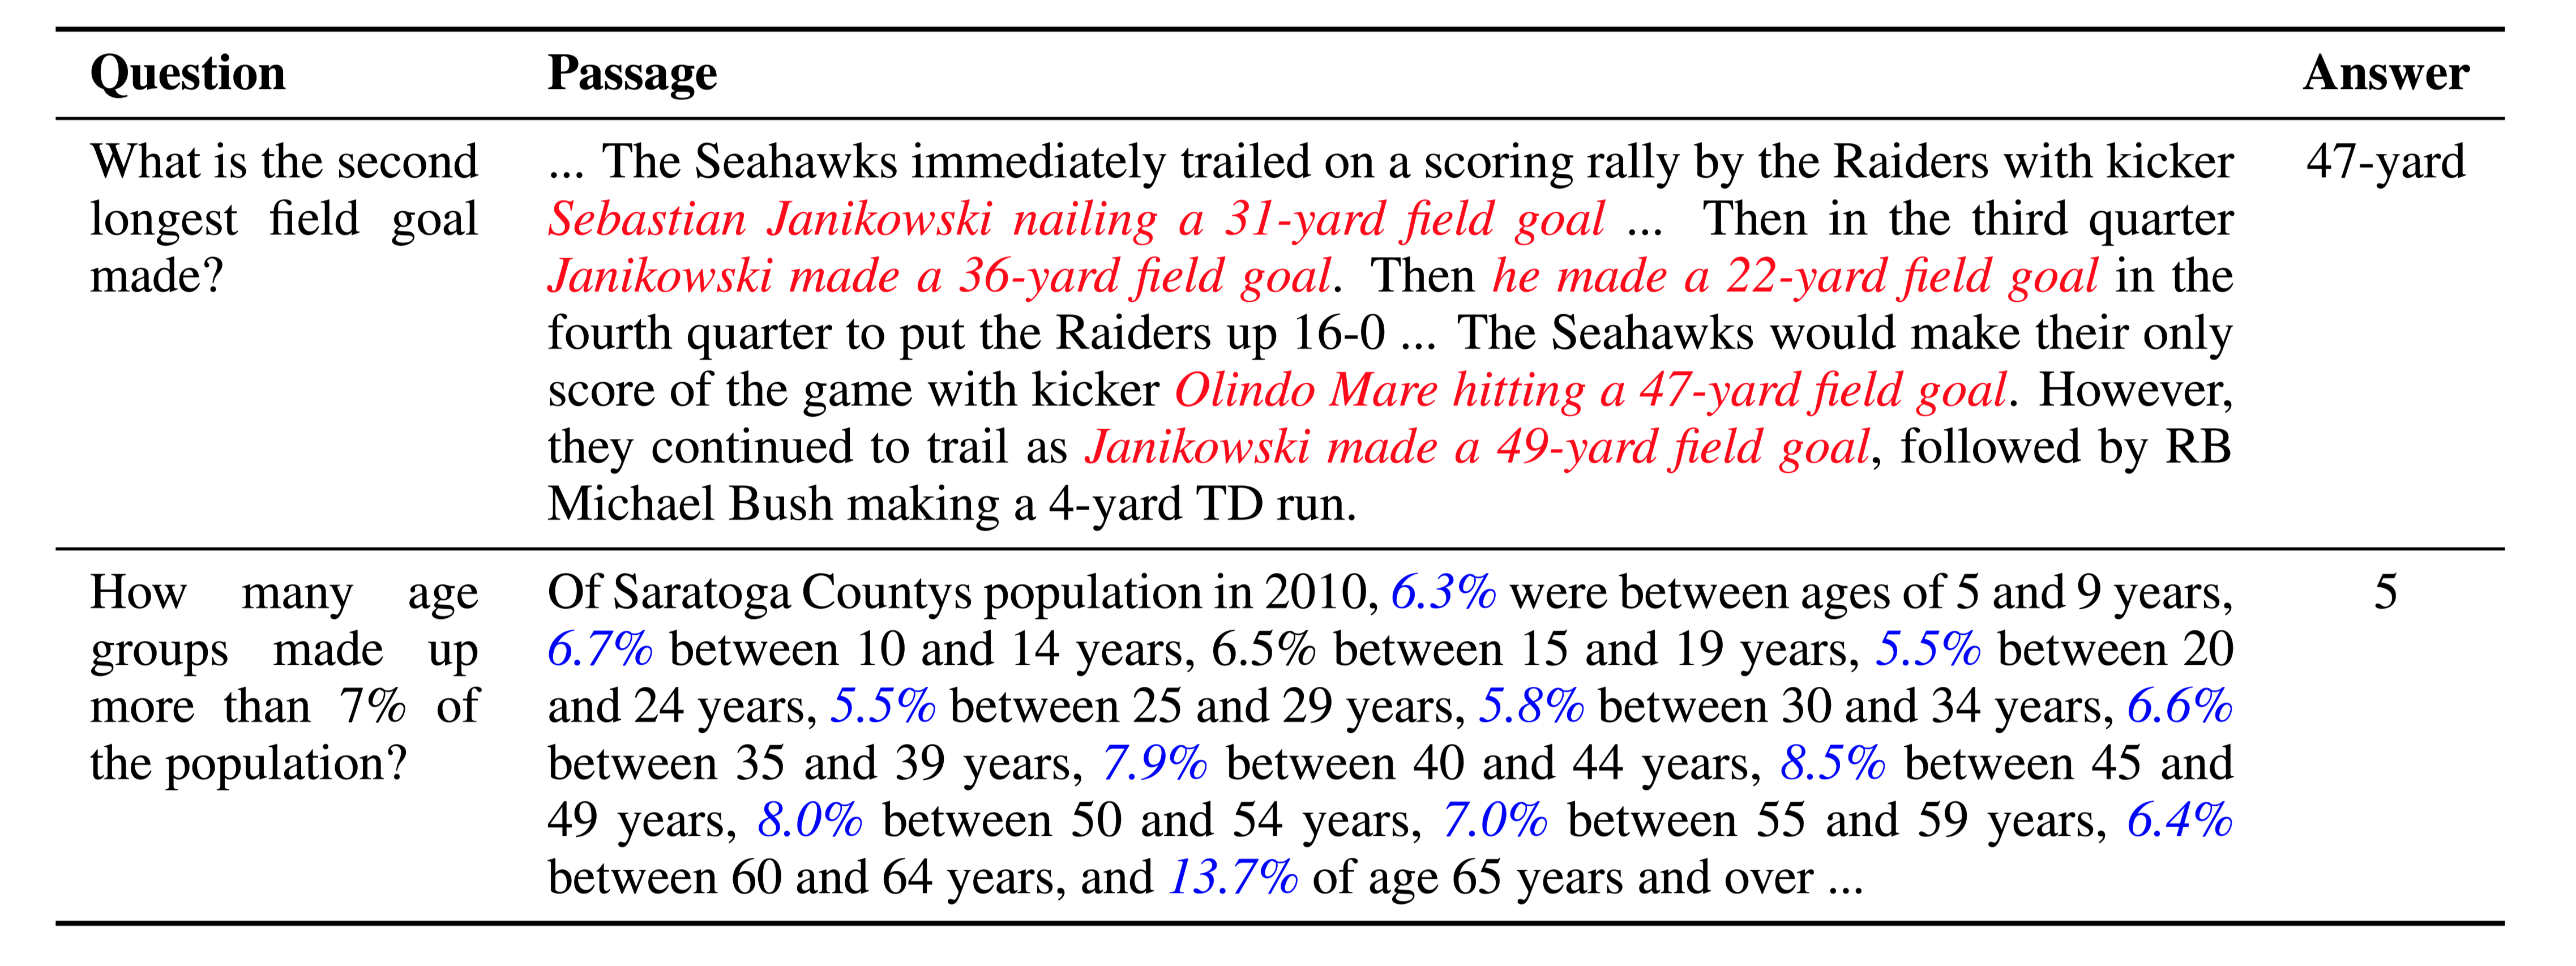 Question Passage Answer
What is the second longest field goal made?
... The Seahawks immediately trailed on a scoring rally by the Raiders with kicker
Sebastian Janikowski nailing a 31-yard field goal ... Then in the third quarter
Janikowski made a 36-yard field goal. Then he made a 22-yard field goal in the
fourth quarter to put the Raiders up 16-0 ... The Seahawks would make their only
score of the game with kicker Olindo Mare hitting a 47-yard field goal. However,
they continued to trail as Janikowski made a 49-yard field goal, followed by RB
Michael Bush making a 4-yard TD run.
47-yard
How many age
groups made up
more than 7% of
the population?
Of Saratoga Countys population in 2010, 6.3% were between ages of 5 and 9 years,
6.7% between 10 and 14 years, 6.5% between 15 and 19 years, 5.5% between 20
and 24 years, 5.5% between 25 and 29 years, 5.8% between 30 and 34 years, 6.6%
between 35 and 39 years, 7.9% between 40 and 44 years, 8.5% between 45 and
49 years, 8.0% between 50 and 54 years, 7.0% between 55 and 59 years, 6.4%
between 60 and 64 years, and 13.7% of age 65 years and over ...
5